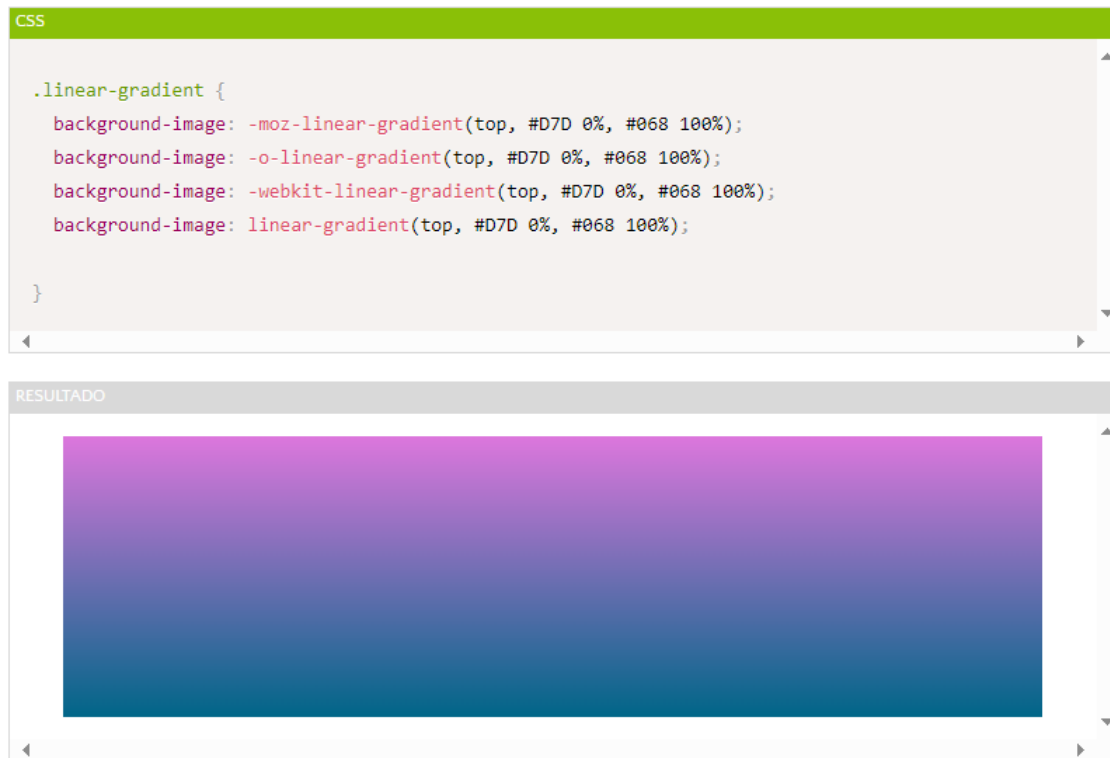 CSS
.linear-gradient {
background-image: -moz-linear-gradient(top, #D7D 0%, #068 100%);
background-image: -o-linear-gradient(top, #D7D 0%, #068 100%);
background-image: -webkit-linear-gradient(top, #D7D 0%, #068 100%);
background-image: linear-gradient(top, #D7D 0%, #068 100%);
}
RESULTADO